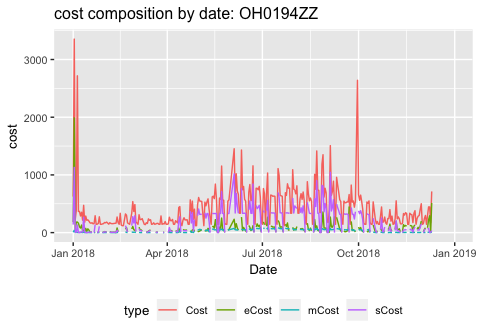 cost composition by date: OH0194ZZ
3000
2000
1000
0
cost
Jan 2018
Apr 2018
Jul 2018
Oct 2018
Jan 2019
Date
type
Cost
eCost
mCost
sCost